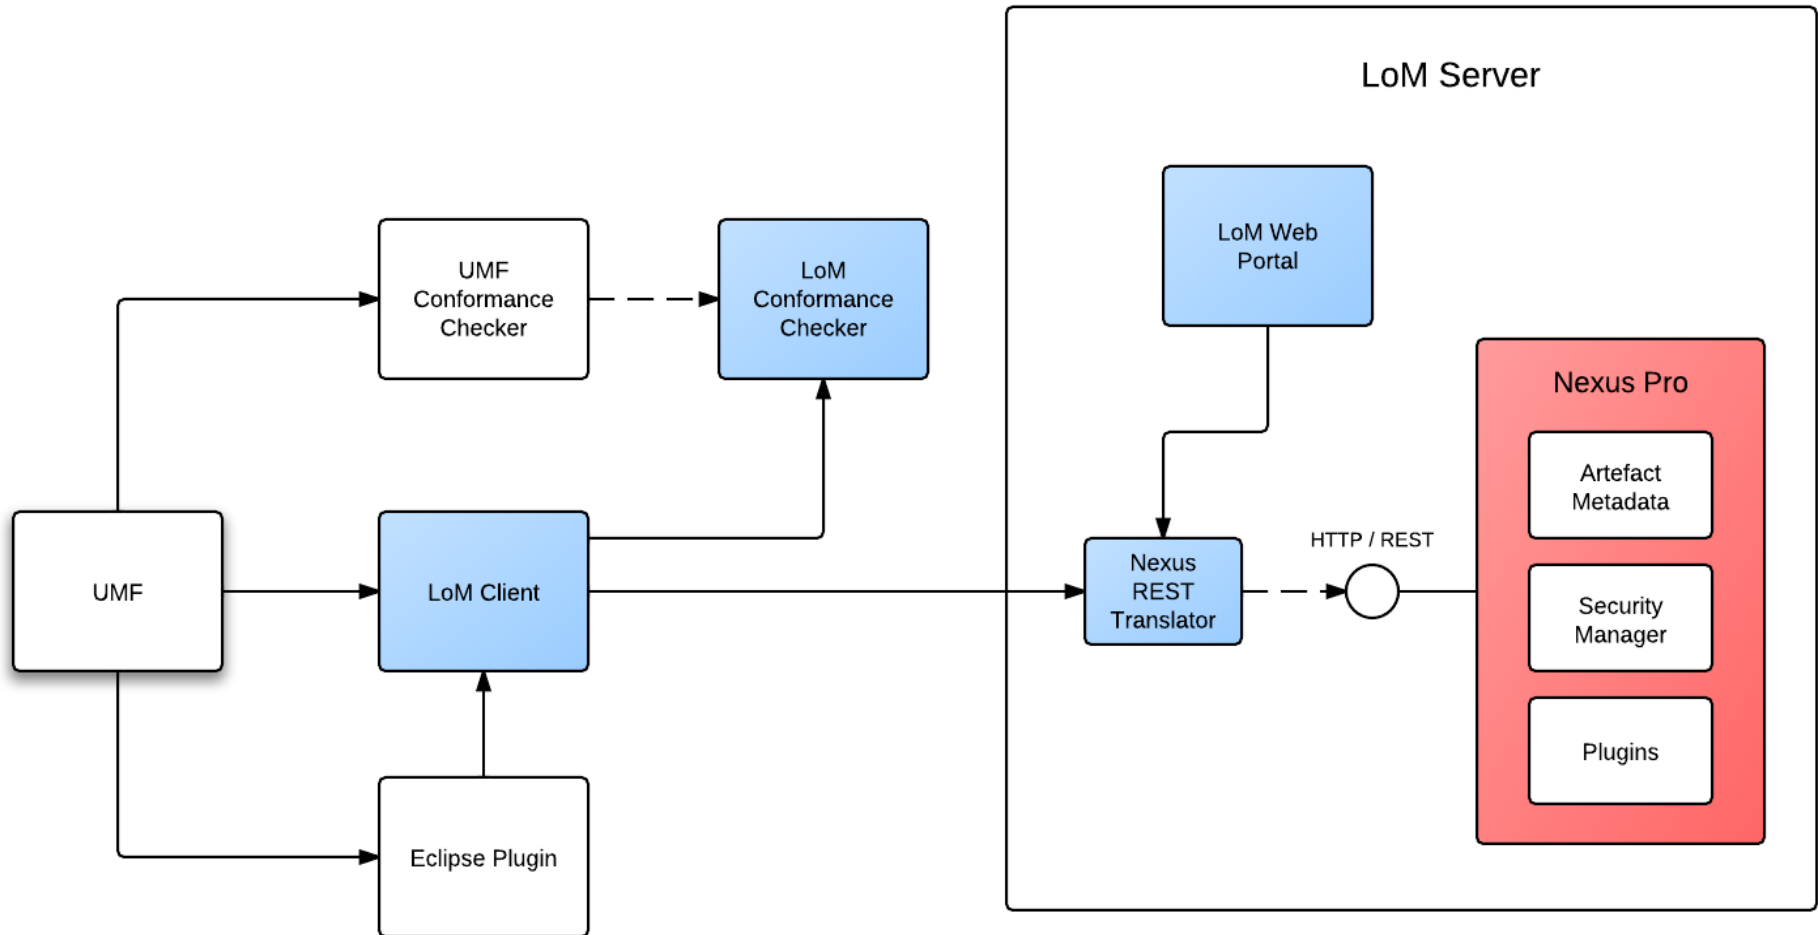 LoM Server
LoM Web
Portal
UMF
Conformance
Checker
LoM
Conformance
Checker
Nexus Pro
Artefact
Metadata
HTTP / REST
UMF
LoM Client
Nexus
REST
Translator
Security
Manager
Plugins
Eclipse Plugin